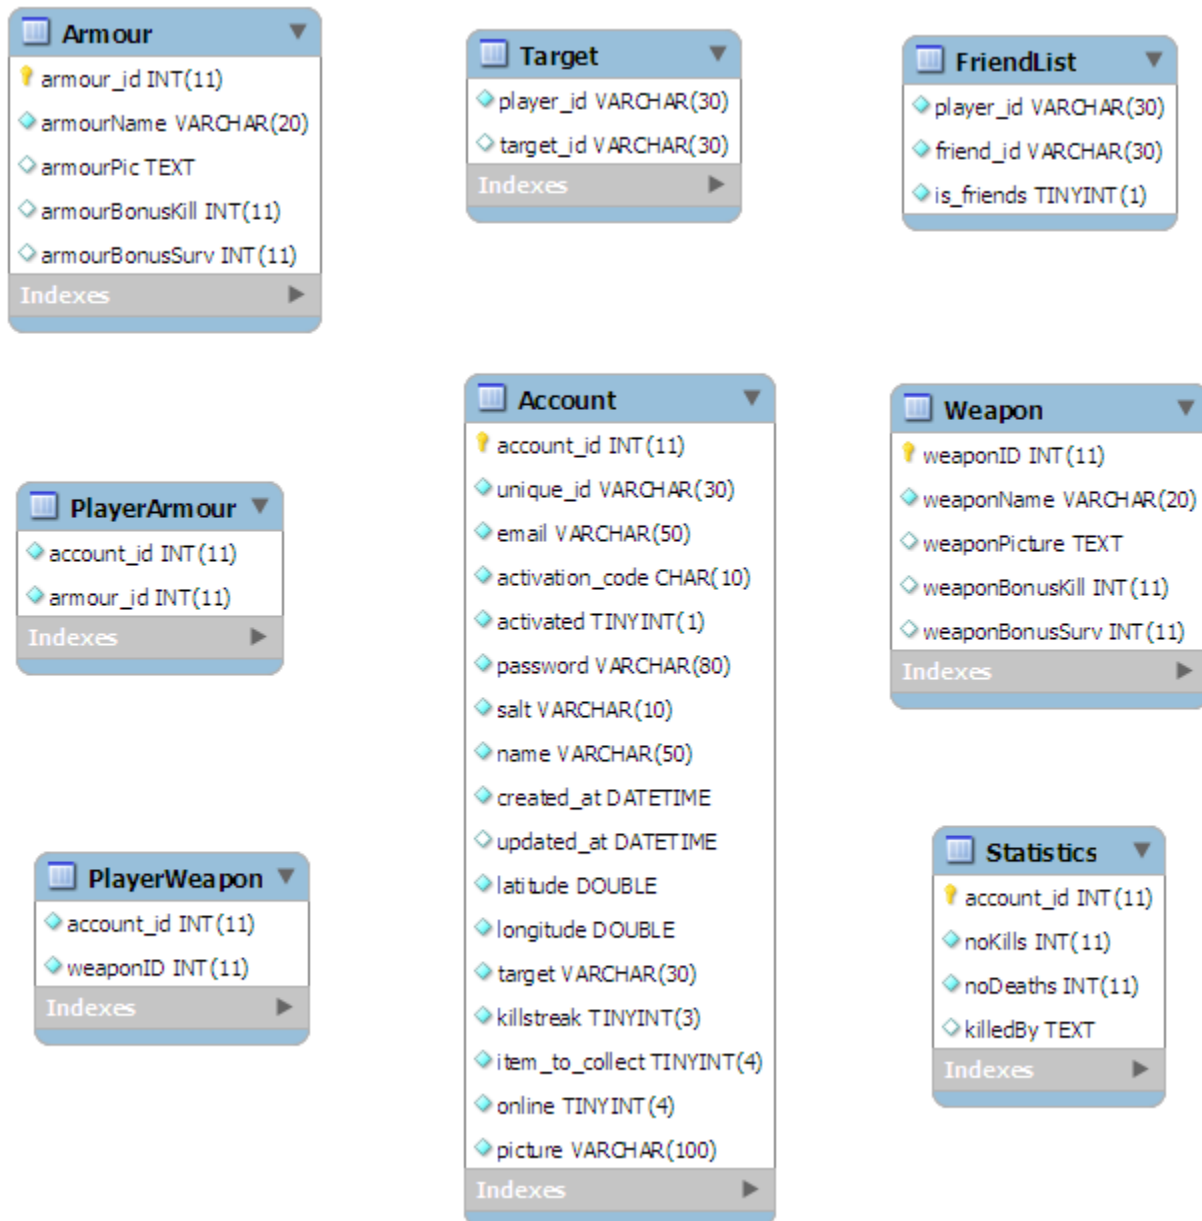 Armour
armour_id INT(11)
armourName VARCHAR(20)
armourPic TEXT
armourBonusKill INT(11)
armourBonusSurv INT(11)
Indexes
Target
player_id VARCHAR(30)
target_id VARCHAR(30)
Indexes
FriendList
player_id VARCHAR(30)
friend_id VARCHAR(30)
is_friends TINYINT(1)
PlayerArmour
account_id INT(11)
armour_id INT(11)
Indexes
Account
account_id INT(11)
unique_id VARCHAR(30)
email VARCHAR(50)
activation_code CHAR(10)
activated TINYINT(1)
password VARCHAR(80)
salt VARCHAR(10)
name VARCHAR(50)
created_at DATETIME
updated_at DATETIME
latitude DOUBLE
longitude DOUBLE
target VARCHAR(30)
killstreak TINYINT(3)
item_to_collect TINYINT(4)
online TINYINT(4)
picture VARCHAR(100)
Indexes
Weapon
weaponID INT(11)
weaponName VARCHAR(20)
weaponPicture TEXT
weaponBonusKill INT(11)
weaponBonusSurv INT(11)
Indexes
PlayerWeapon
account_id INT(11)
weaponID INT(11)
Indexes
Statistics
account_id INT(11)
noKills INT(11)
noDeaths INT(11)
killedBy TEXT
Indexes